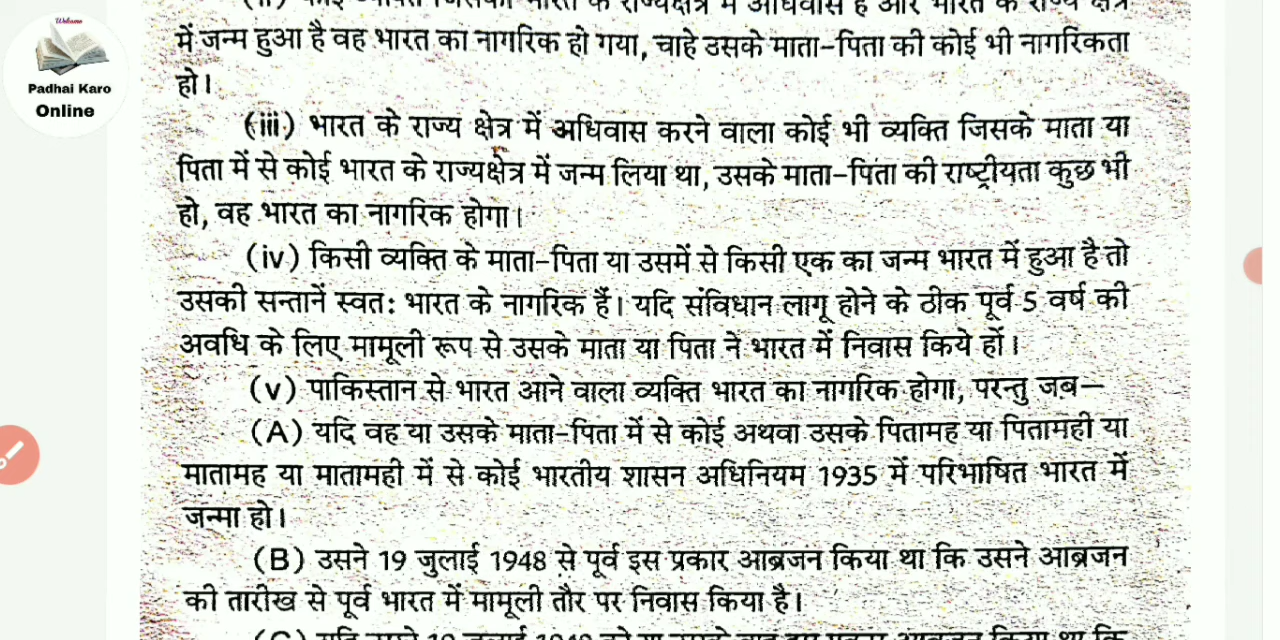 Welcome
Padhai Karo
Online
में जन्म हुआ है वह भारत का नागरिक हो गया, चाहे उसके माता-पिता की कोई भी नागरिकता
हो।
(iii) भारत के राज्य क्षेत्र में अधिवास करने वाला कोई भी व्यक्ति जिसके माता या
पिता में से कोई भारत के राज्यक्षेत्र में जन्म लिया था, उसके माता-पिता की राष्ट्रीयता कुछ भी
हो, वह भारत का नागरिक होगा।
(iv) किसी व्यक्ति के माता-पिता या उसमें से किसी एक का जन्म भारत में हुआ है तो
उसकी सन्तानें स्वत: भारत के नागरिक हैं। यदि संविधान लागू होने के ठीक पूर्व 5 वर्ष की
अवधि के लिए मामूली रूप से उसके माता या पिता ने भारत में निवास किये हों।
(v) पाकिस्तान से भारत आने वाला व्यक्ति भारत का नागरिक होगा, परन्तु जब—
(A) यदि वह या उसके माता-पिता में से कोई अथवा उसके पितामह या पितामही या
मातामह या मातामही में से कोई भारतीय शासन अधिनियम 1935 में परिभाषित भारत में
जन्मा हो।
(B) उसने 19 जुलाई 1948 से पूर्व इस प्रकार आब्रजन किया था कि उसने आब्रजन
की तारीख से पूर्व भारत में मामूली तौर पर निवास किया है।